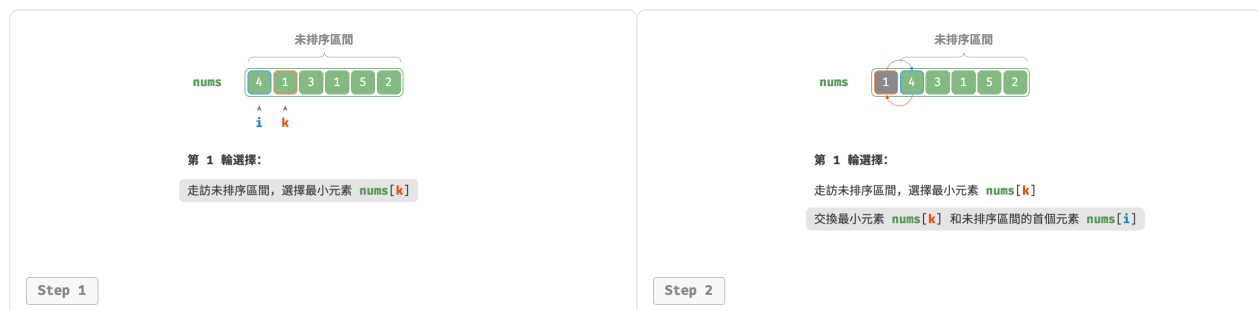 未排序區間
nums 4 1 3 1 5 2
i k
第 1 輪選擇：
走訪未排序區間，選擇最小元素 nums[k]
Step 1
未排序區間
nums 1 4 3 1 5 2
第 1 輪選擇：
走訪未排序區間，選擇最小元素 nums[k]
交換最小元素 nums[k] 和未排序區間的首個元素 nums[i]
Step 2